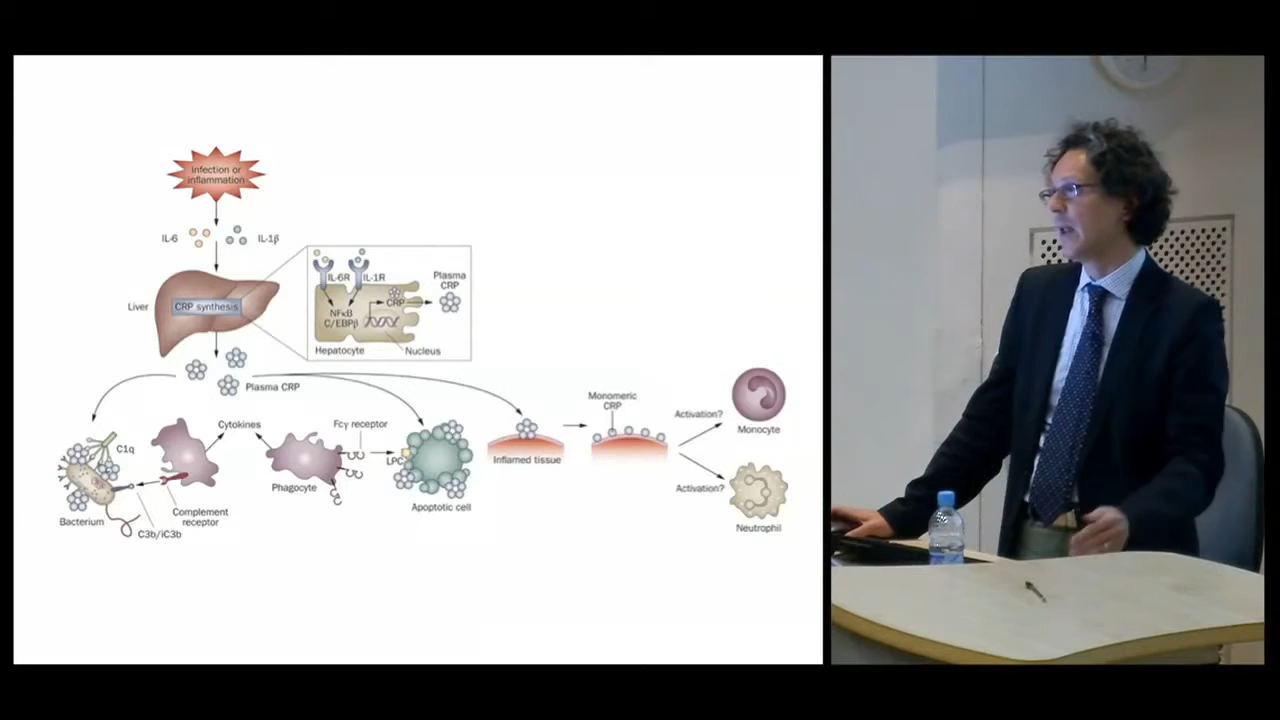 Infection or
inflammation
IL-6
IL-1β
Liver
CRP synthesis
IL-6R
IL-1R
NFκB
C/EBPβ
CRP
Plasma
CRP
Hepatocyte
Nucleus
Plasma CRP
Cytokines
Fcγ receptor
C1q
LPC
Phagocyte
Bacterium
Complement
receptor
C3b/iC3b
Apoptotic cell
Inflamed tissue
Monomeric
CRP
Activation?
Monocyte
Activation?
Neutrophil